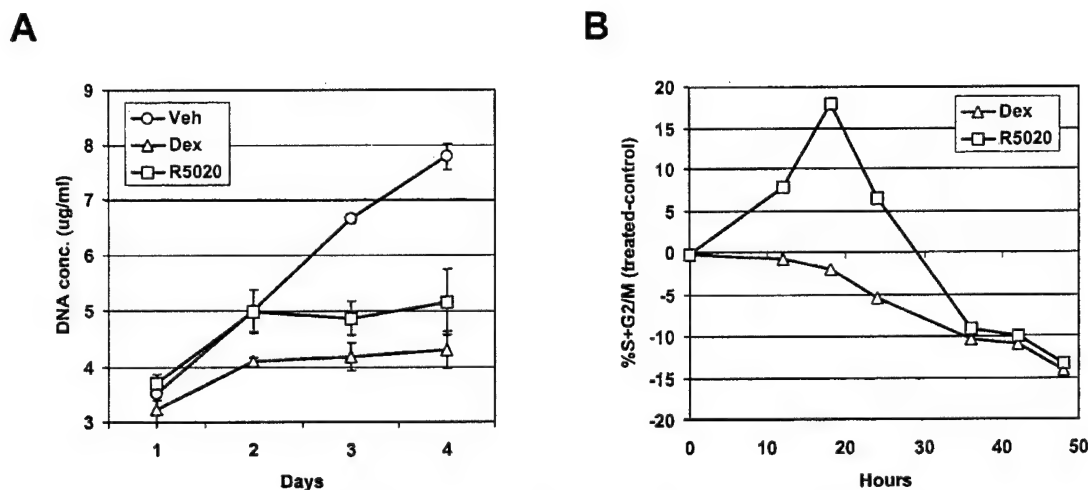 A
DNA conc. (ug/ml)
9
8
7
6
5
4
3
Veh
Dex
R5020
1 2 3 4
Days
B
%S+G2/M (treated-control)
20
15
10
5
0
-5
-10
-15
-20
Dex
R5020
0 10 20 30 40 50
Hours